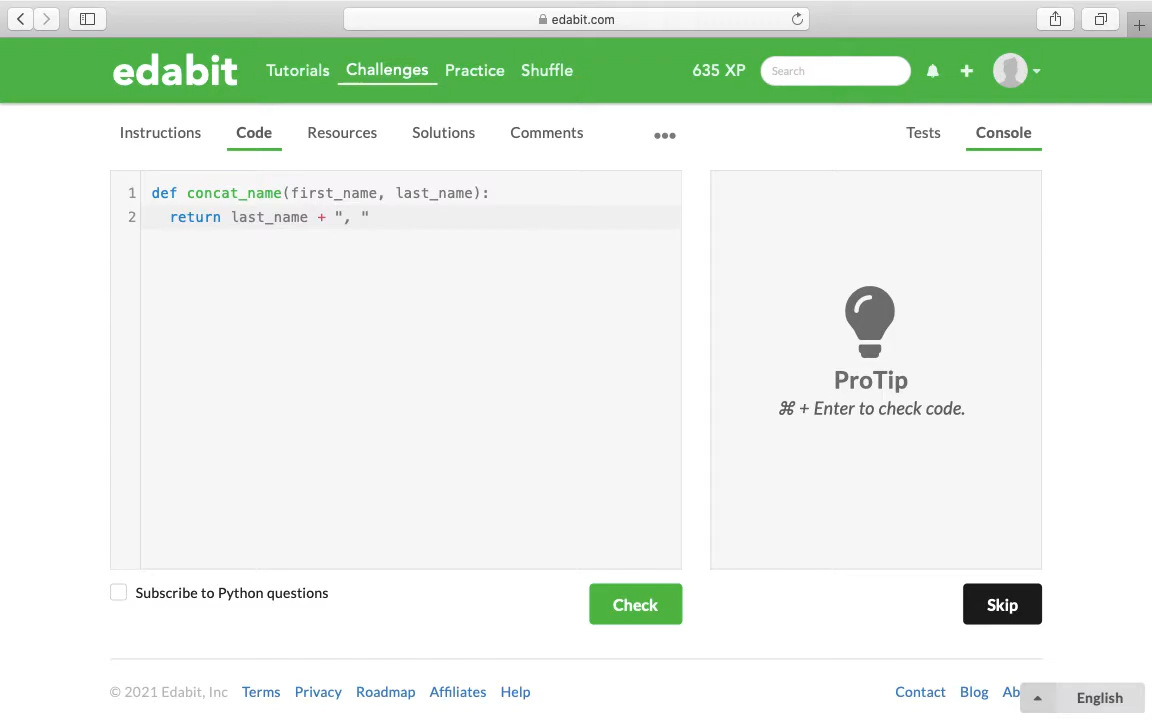 edabit.com
edabit Tutorials Challenges Practice Shuffle 635 XP Search
Instructions Code Resources Solutions Comments Tests Console
1 def concat_name(first_name, last_name):
2 return last_name + ", "
ProTip
⌘ + Enter to check code.
Subscribe to Python questions Check Skip
© 2021 Edabit, Inc Terms Privacy Roadmap Affiliates Help Contact Blog Ab English